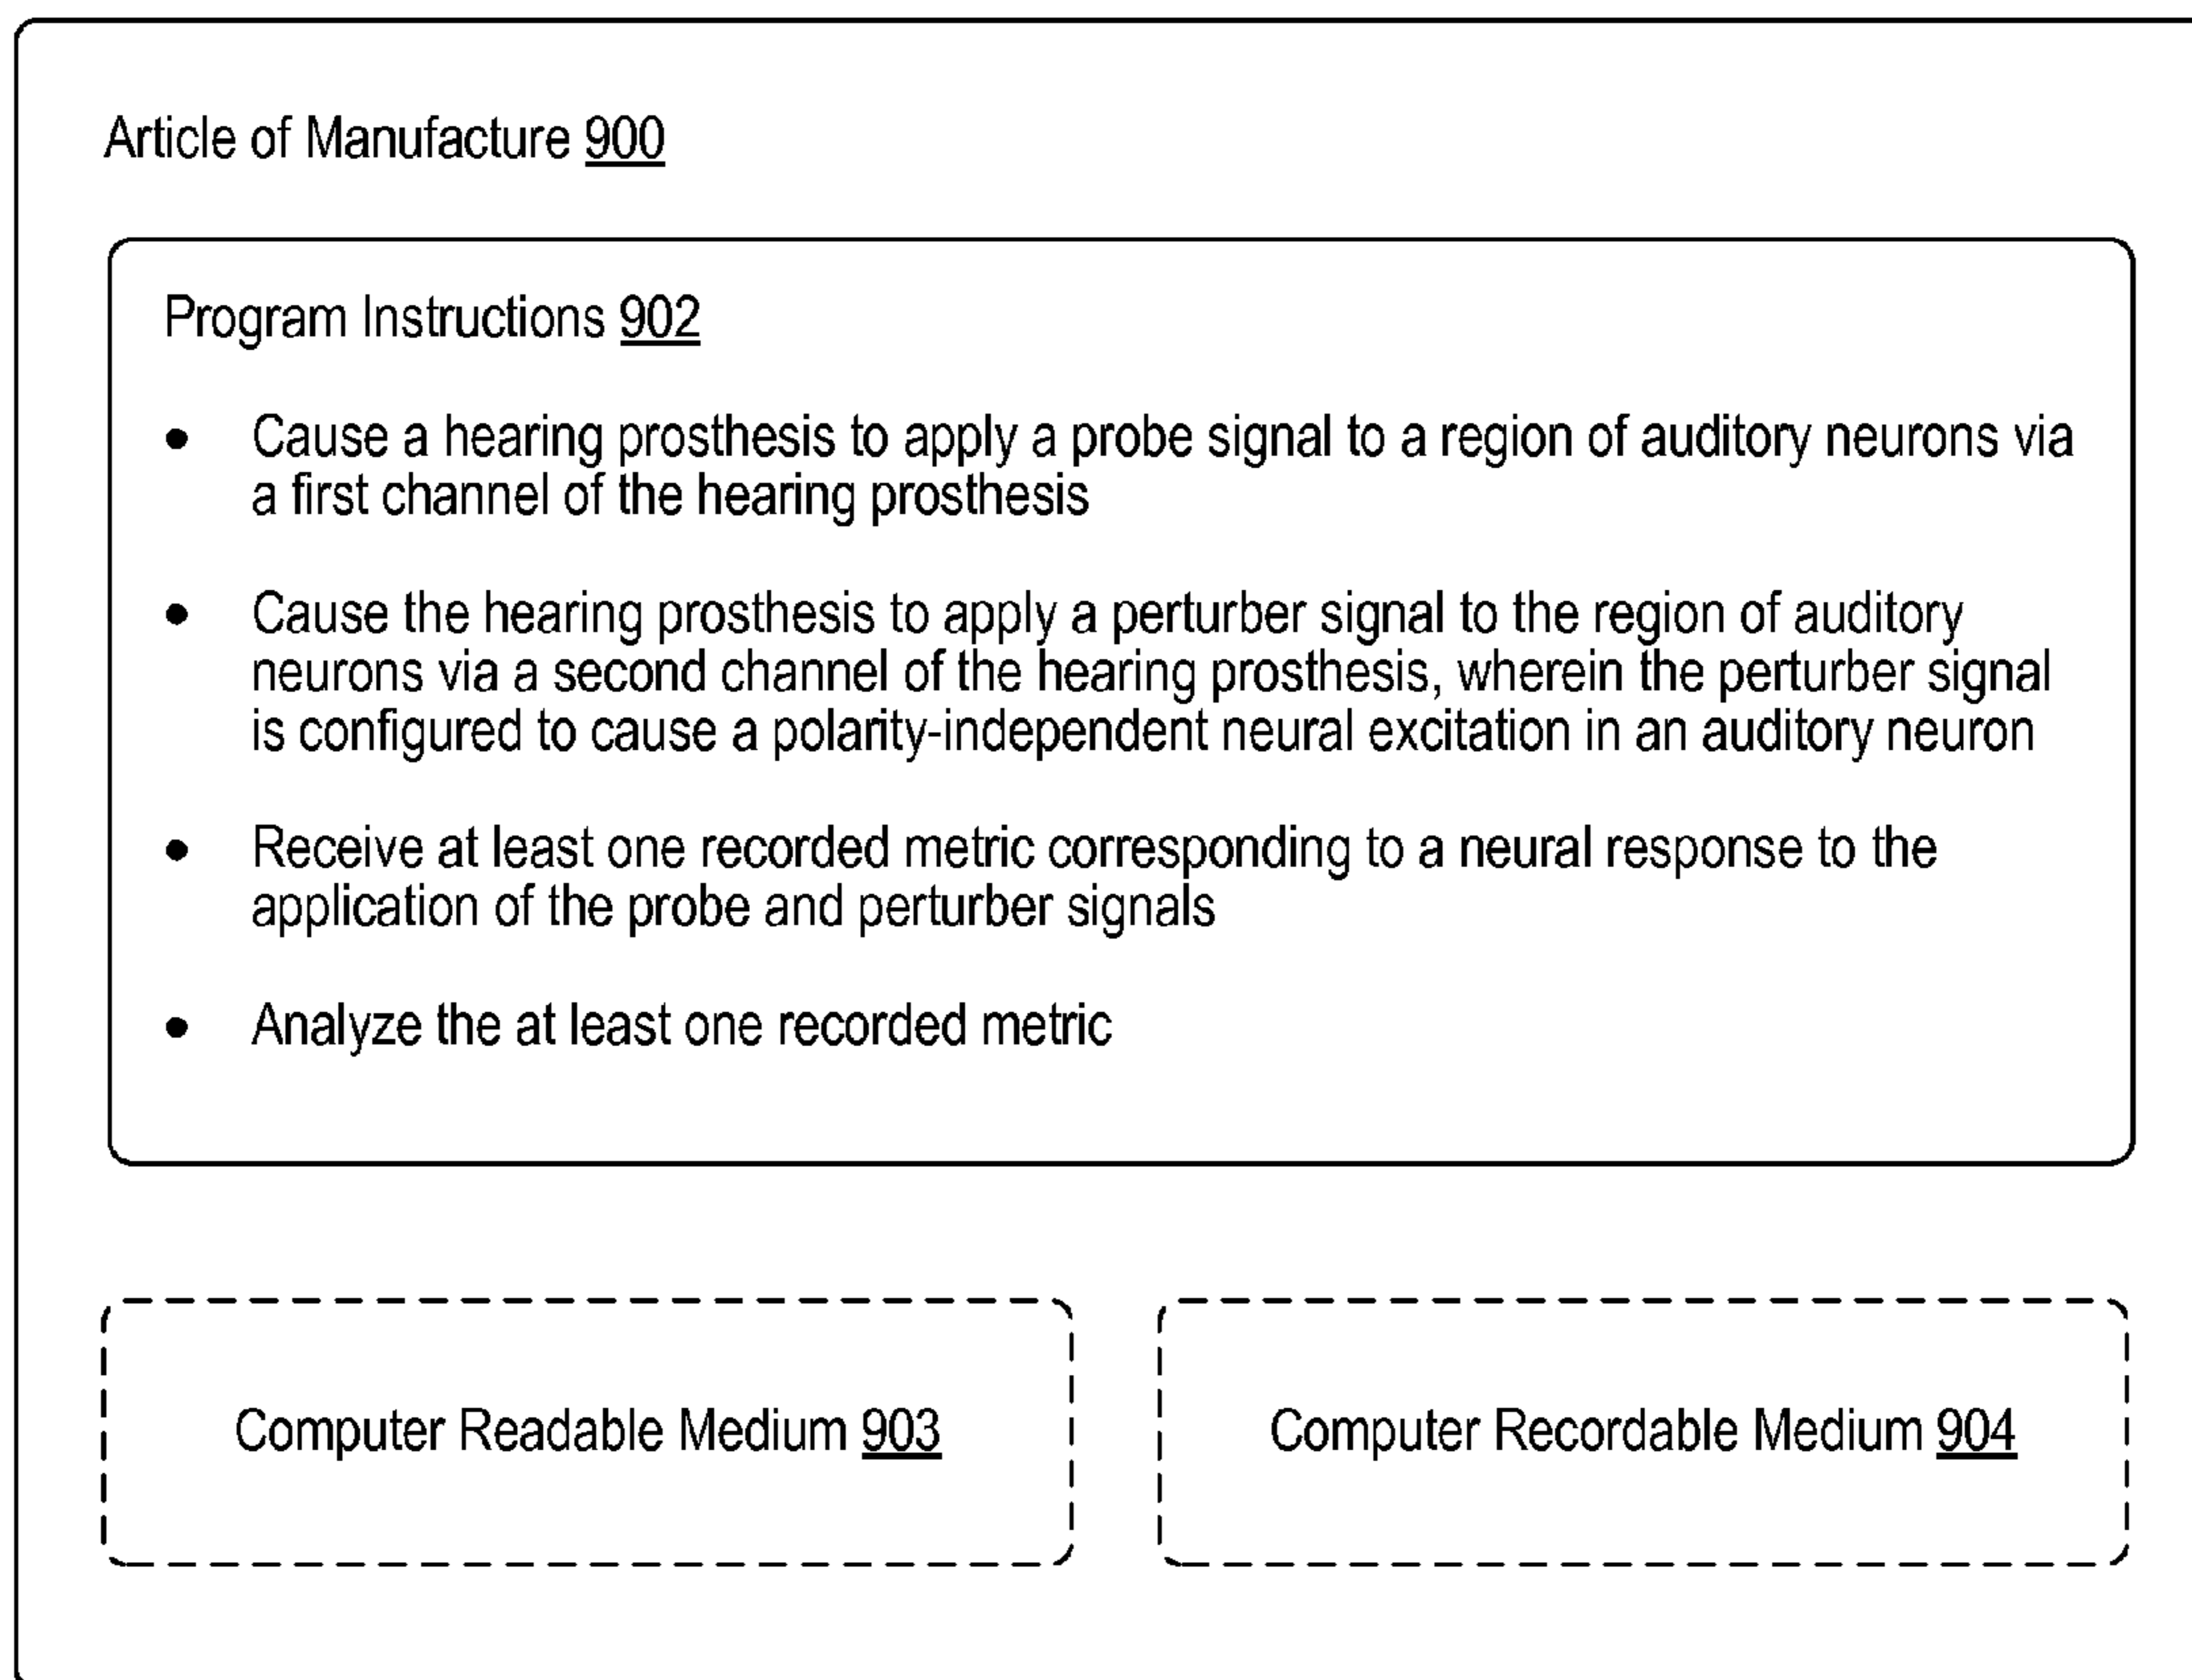 Article of Manufacture 900
Program Instructions 902
• Cause a hearing prosthesis to apply a probe signal to a region of auditory neurons via
a first channel of the hearing prosthesis
• Cause the hearing prosthesis to apply a perturber signal to the region of auditory
neurons via a second channel of the hearing prosthesis, wherein the perturber signal
is configured to cause a polarity-independent neural excitation in an auditory neuron
• Receive at least one recorded metric corresponding to a neural response to the
application of the probe and perturber signals
• Analyze the at least one recorded metric
Computer Readable Medium 903
Computer Recordable Medium 904